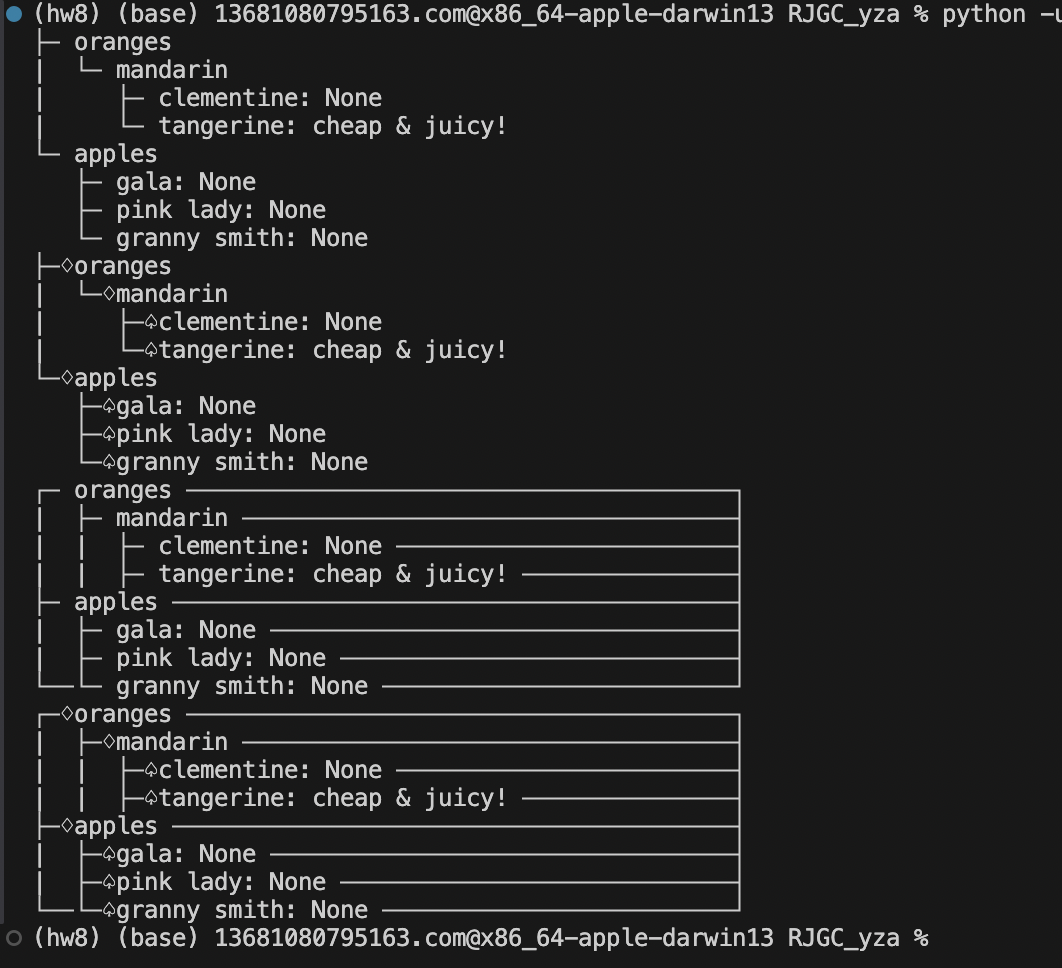 (hw8) (base) 13681080795163.com@x86_64-apple-darwin13 RJGC_yza % python -u
├─ oranges
│  └─ mandarin
│     ├─ clementine: None
│     └─ tangerine: cheap & juicy!
└─ apples
   ├─ gala: None
   ├─ pink lady: None
   └─ granny smith: None
├─♢oranges
│  └─♢mandarin
│     ├─♤clementine: None
│     └─♤tangerine: cheap & juicy!
└─♢apples
   ├─♤gala: None
   ├─♤pink lady: None
   └─♤granny smith: None
┌─ oranges ───────────────────────────────────────┐
│  ├─ mandarin ───────────────────────────────────┤
│  │  ├─ clementine: None ────────────────────────┤
│  │  ├─ tangerine: cheap & juicy! ───────────────┤
├─ apples ────────────────────────────────────────┤
│  ├─ gala: None ─────────────────────────────────┤
│  ├─ pink lady: None ────────────────────────────┤
└──└─ granny smith: None ─────────────────────────┘
┌─♢oranges ───────────────────────────────────────┐
│  ├─♢mandarin ───────────────────────────────────┤
│  │  ├─♤clementine: None ────────────────────────┤
│  │  ├─♤tangerine: cheap & juicy! ───────────────┤
├─♢apples ────────────────────────────────────────┤
│  ├─♤gala: None ─────────────────────────────────┤
│  ├─♤pink lady: None ────────────────────────────┤
└──└─♤granny smith: None ─────────────────────────┘
(hw8) (base) 13681080795163.com@x86_64-apple-darwin13 RJGC_yza %